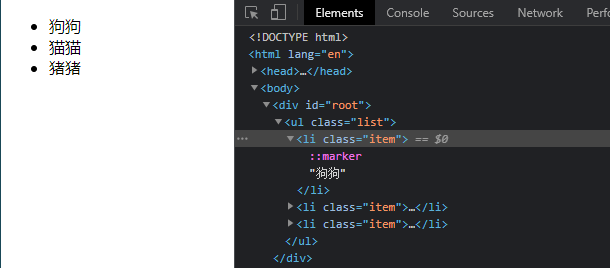 狗狗
猫猫
猪猪
Elements Console Sources Network Performance
<!DOCTYPE html>
<html lang="en">
<head>…</head>
<body>
<div id="root">
<ul class="list">
<li class="item"> == $0
::marker
"狗狗"
</li>
<li class="item">…</li>
<li class="item">…</li>
</ul>
</div>